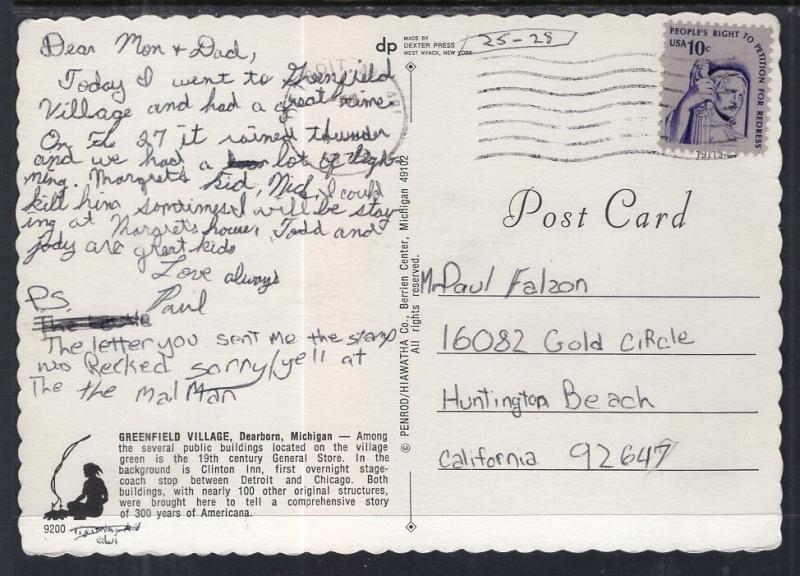 Dear Mom & Dad,
Today I went to Greenfield
Village and had a great time
On the 27 it rained thunder
and we had a lot of light-
ning. Margrets kid, Nick, I could
kill him somtimes. I will be stay
ing at Margrets house, Todd and
Jody are great kids
Love always
Paul
P.S.
The letter you sent me the stamp
was Recked sorry/yell at
The the mail Man
GREENFIELD VILLAGE, Dearborn, Michigan — Among
the several public buildings located on the village
green is the 19th century General Store. In the
background is Clinton Inn, first overnight stage-
coach stop between Detroit and Chicago. Both
buildings, with nearly 100 other original structures,
were brought here to tell a comprehensive story
of 300 years of Americana.
9200
dp
MADE BY
DEXTER PRESS
WEST NYACK, NEW YORK
© PENROD/HIAWATHA Co., Berrien Center, Michigan 49102
All rights reserved.
25-28
PEOPLE'S RIGHT TO PETITION FOR REDRESS
USA 10c
Post Card
Mr Paul Falzon
16082 Gold Circle
Huntington Beach
California 92647